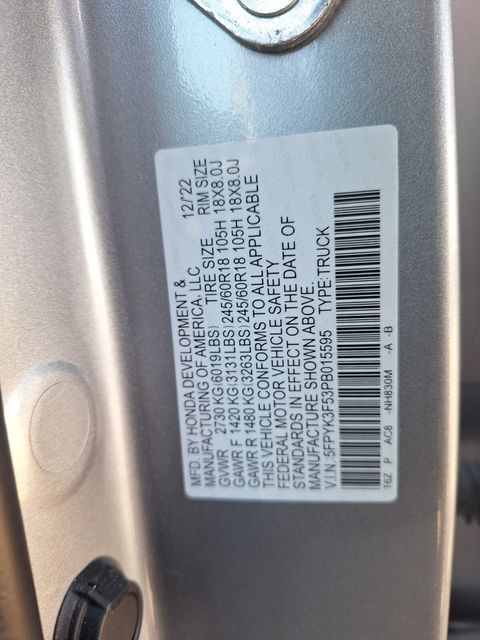 MFD. BY HONDA DEVELOPMENT &
MANUFACTURING OF AMERICA, LLC 12/22
GVWR 2730 KG(6019LBS) TIRE SIZE RIM SIZE
GAWR F 1420 KG(3131LBS) 245/60R18 105H 18X8.0J
GAWR R 1480 KG(3263LBS) 245/60R18 105H 18X8.0J
THIS VEHICLE CONFORMS TO ALL APPLICABLE
FEDERAL MOTOR VEHICLE SAFETY
STANDARDS IN EFFECT ON THE DATE OF
MANUFACTURE SHOWN ABOVE.
V.I.N.:5FPYK3F53PB015595 TYPE:TRUCK
T6Z P AC8 -NH830M -A -B